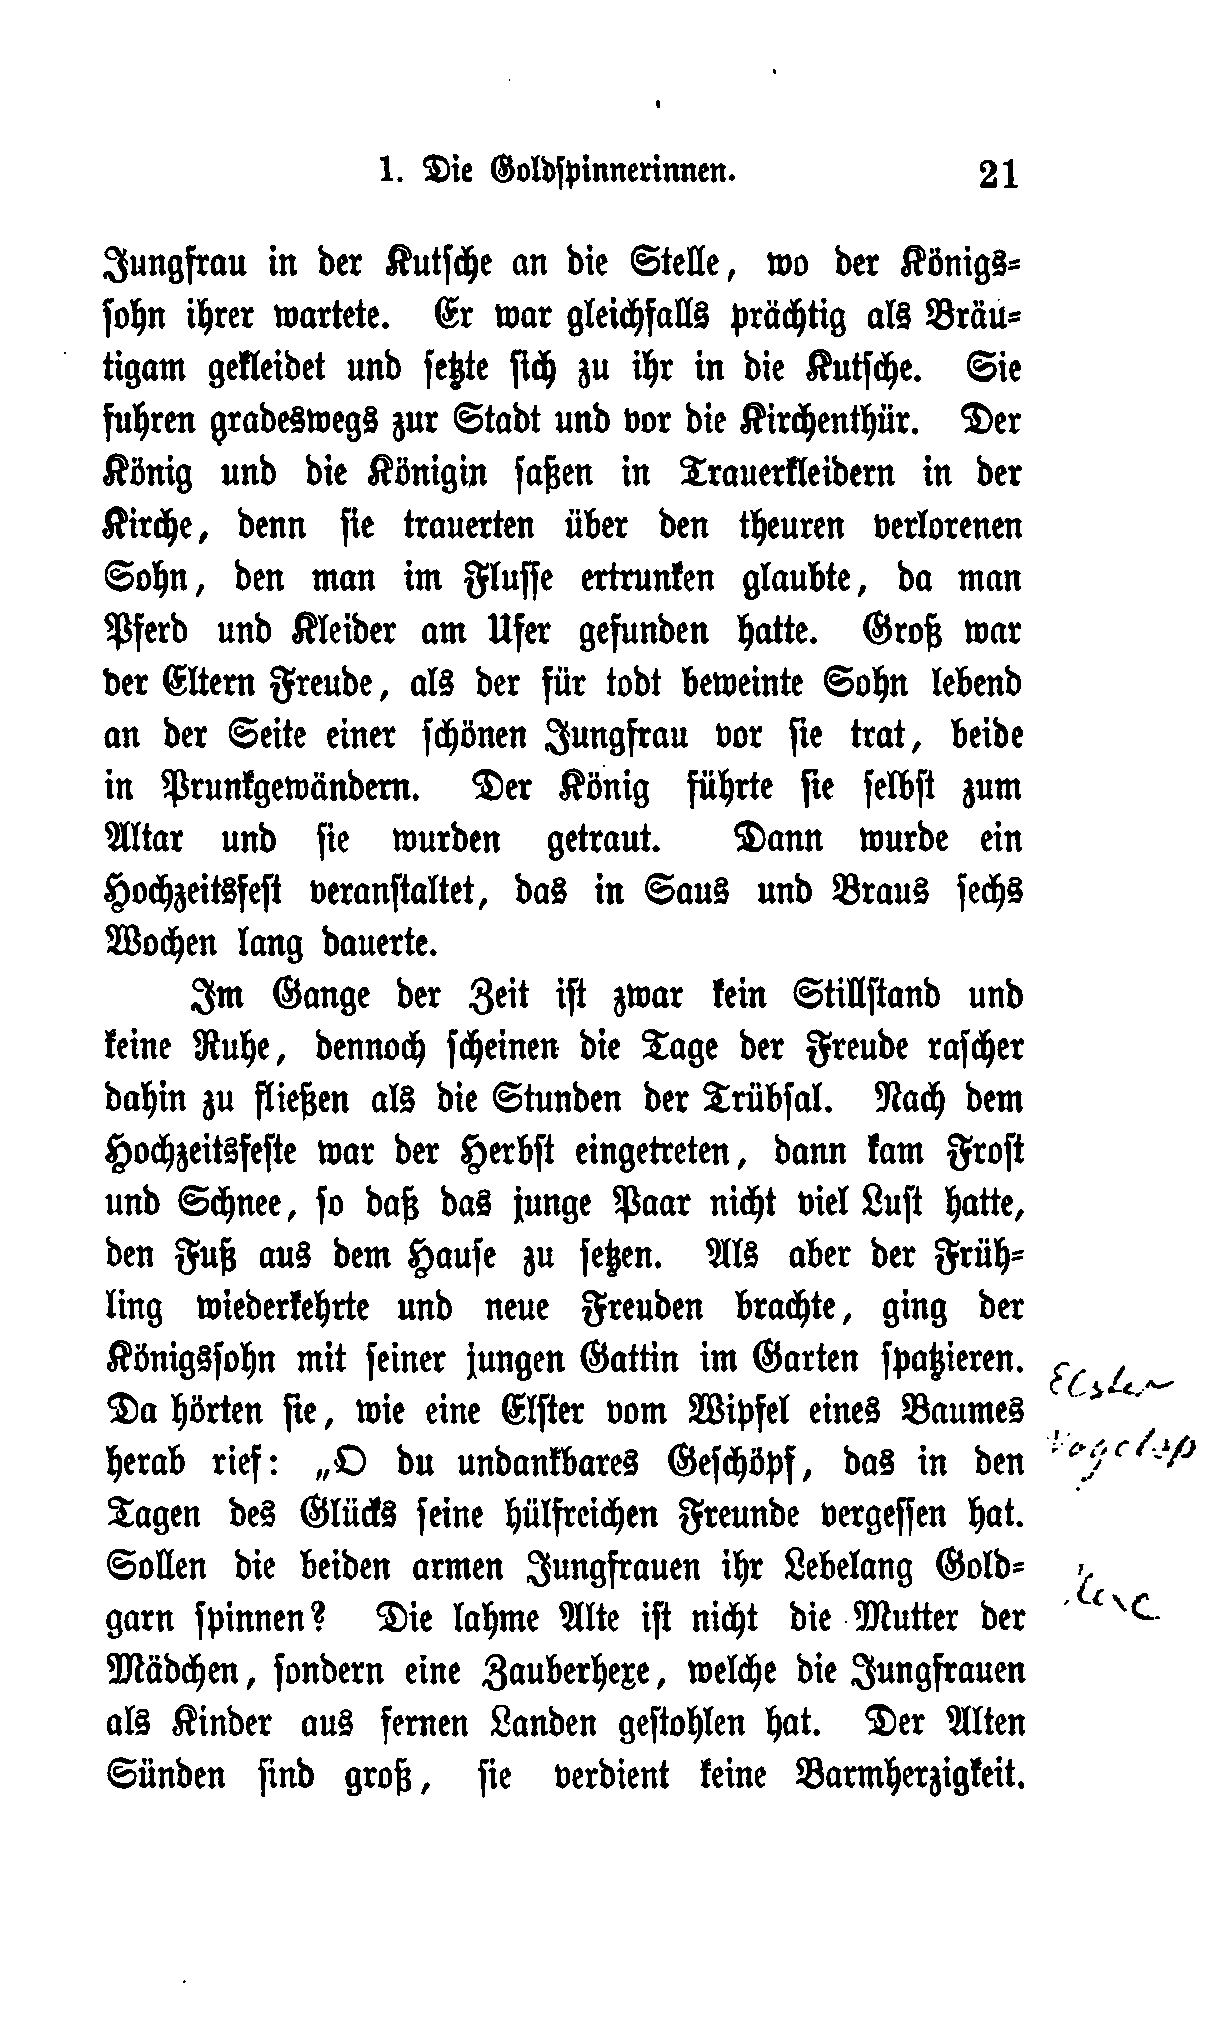 1. Die Goldspinnerinnen. 21
Jungfrau in der Kutsche an die Stelle, wo der Königs-
sohn ihrer wartete. Er war gleichfalls prächtig als Bräu-
tigam gekleidet und setzte sich zu ihr in die Kutsche. Sie
fuhren gradeswegs zur Stadt und vor die Kirchenthür. Der
König und die Königin saßen in Trauerkleidern in der
Kirche, denn sie trauerten über den theuren verlorenen
Sohn, den man im Flusse ertrunken glaubte, da man
Pferd und Kleider am Ufer gefunden hatte. Groß war
der Eltern Freude, als der für todt beweinte Sohn lebend
an der Seite einer schönen Jungfrau vor sie trat, beide
in Prunkgewändern. Der König führte sie selbst zum
Altar und sie wurden getraut. Dann wurde ein
Hochzeitsfest veranstaltet, das in Saus und Braus sechs
Wochen lang dauerte.
Im Gange der Zeit ist zwar kein Stillstand und
keine Ruhe, dennoch scheinen die Tage der Freude rascher
dahin zu fließen als die Stunden der Trübsal. Nach dem
Hochzeitsfeste war der Herbst eingetreten, dann kam Frost
und Schnee, so daß das junge Paar nicht viel Lust hatte,
den Fuß aus dem Hause zu setzen. Als aber der Früh-
ling wiederkehrte und neue Freuden brachte, ging der
Königssohn mit seiner jungen Gattin im Garten spatzieren.
Da hörten sie, wie eine Elster vom Wipfel eines Baumes
Elster
herab rief: „O du undankbares Geschöpf, das in den
Tagen des Glücks seine hülfreichen Freunde vergessen hat.
Sollen die beiden armen Jungfrauen ihr Lebelang Gold-
garn spinnen? Die lahme Alte ist nicht die Mutter der
Mädchen, sondern eine Zauberhexe, welche die Jungfrauen
als Kinder aus fernen Landen gestohlen hat. Der Alten
Sünden sind groß, sie verdient keine Barmherzigkeit.